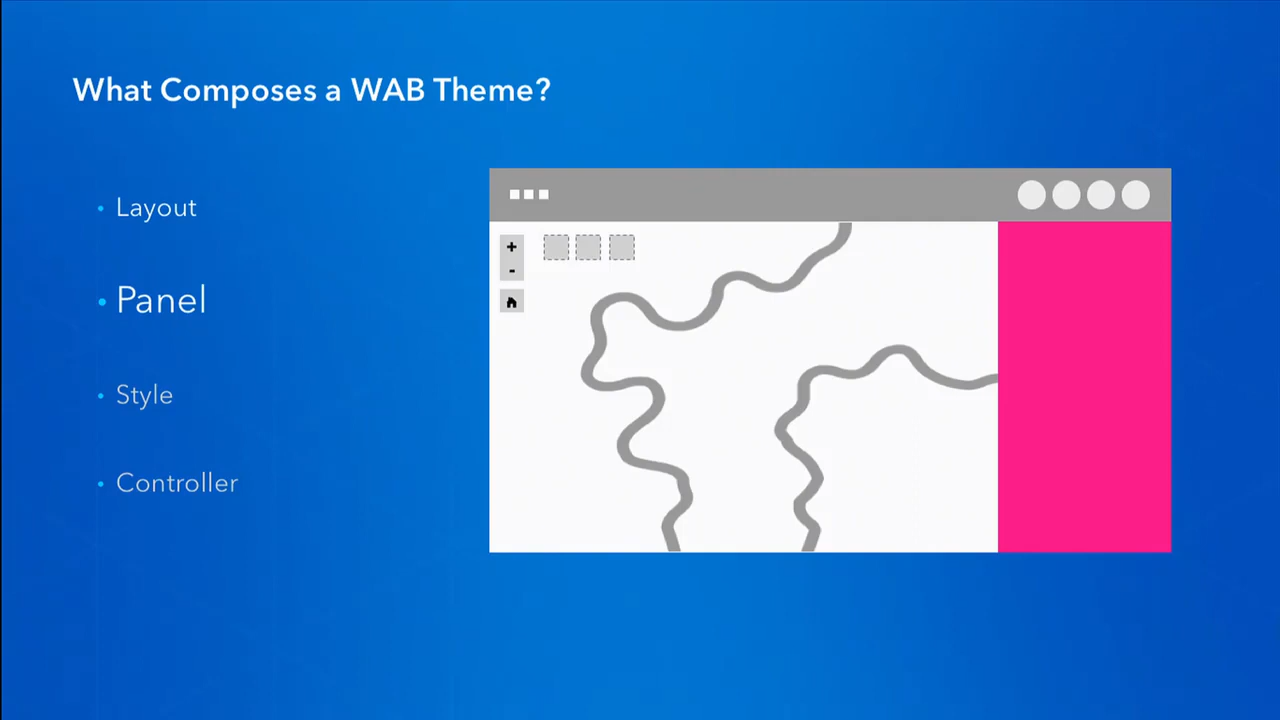 What Composes a WAB Theme?
• Layout
• Panel
• Style
• Controller
+
-